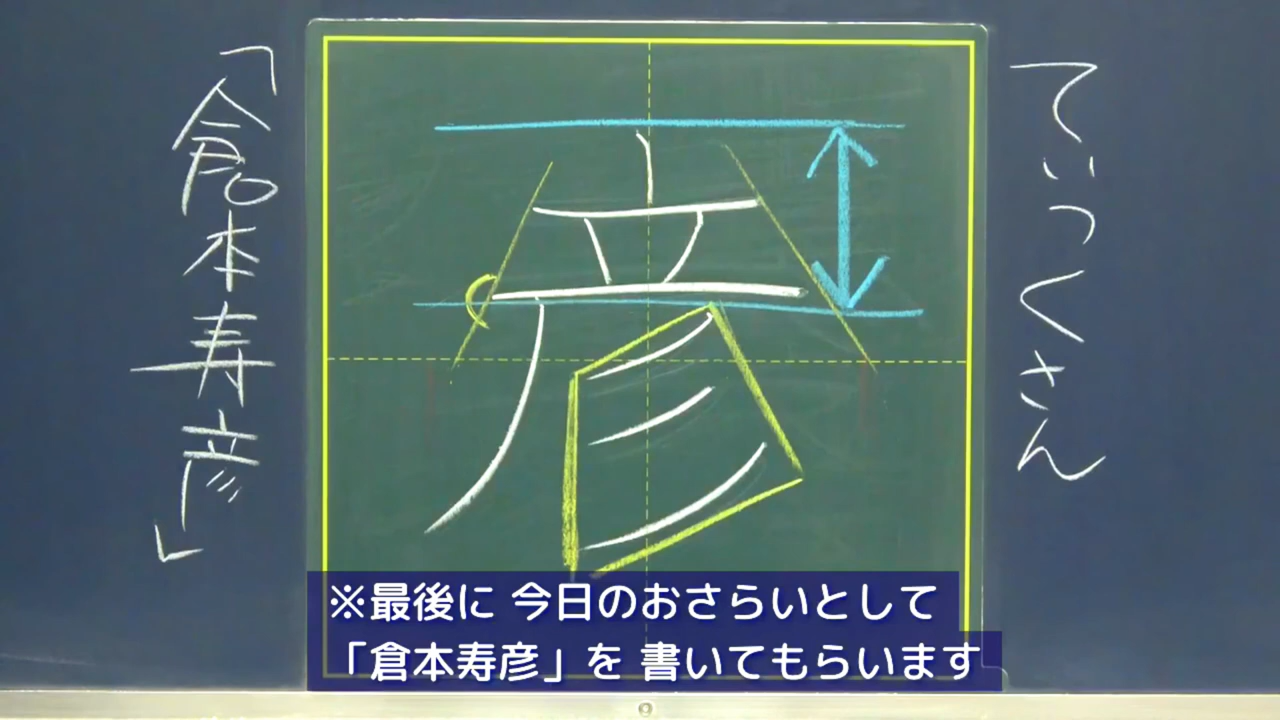 てぃっくさん
彦
「倉本寿彦」
※最後に 今日のおさらいとして
「倉本寿彦」を 書いてもらいます